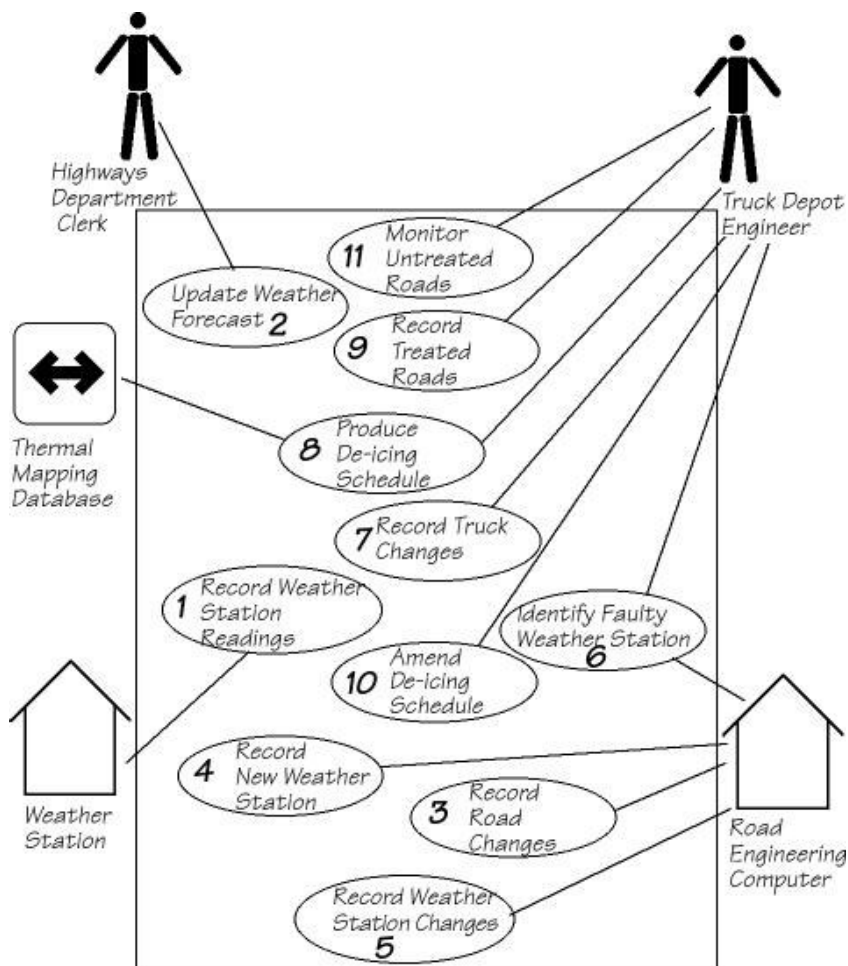 Highways
Department
Clerk
Truck Depot
Engineer
11 Monitor
Untreated
Roads
Update Weather
Forecast 2
9 Record
Treated
Roads
Thermal
Mapping
Database
8 Produce
De-icing
Schedule
7 Record Truck
Changes
1 Record Weather
Station
Readings
Identify Faulty
Weather Station
6
10 Amend
De-icing
Schedule
4 Record
New Weather
Station
3 Record
Road
Changes
Weather
Station
Road
Engineering
Computer
Record Weather
Station Changes
5